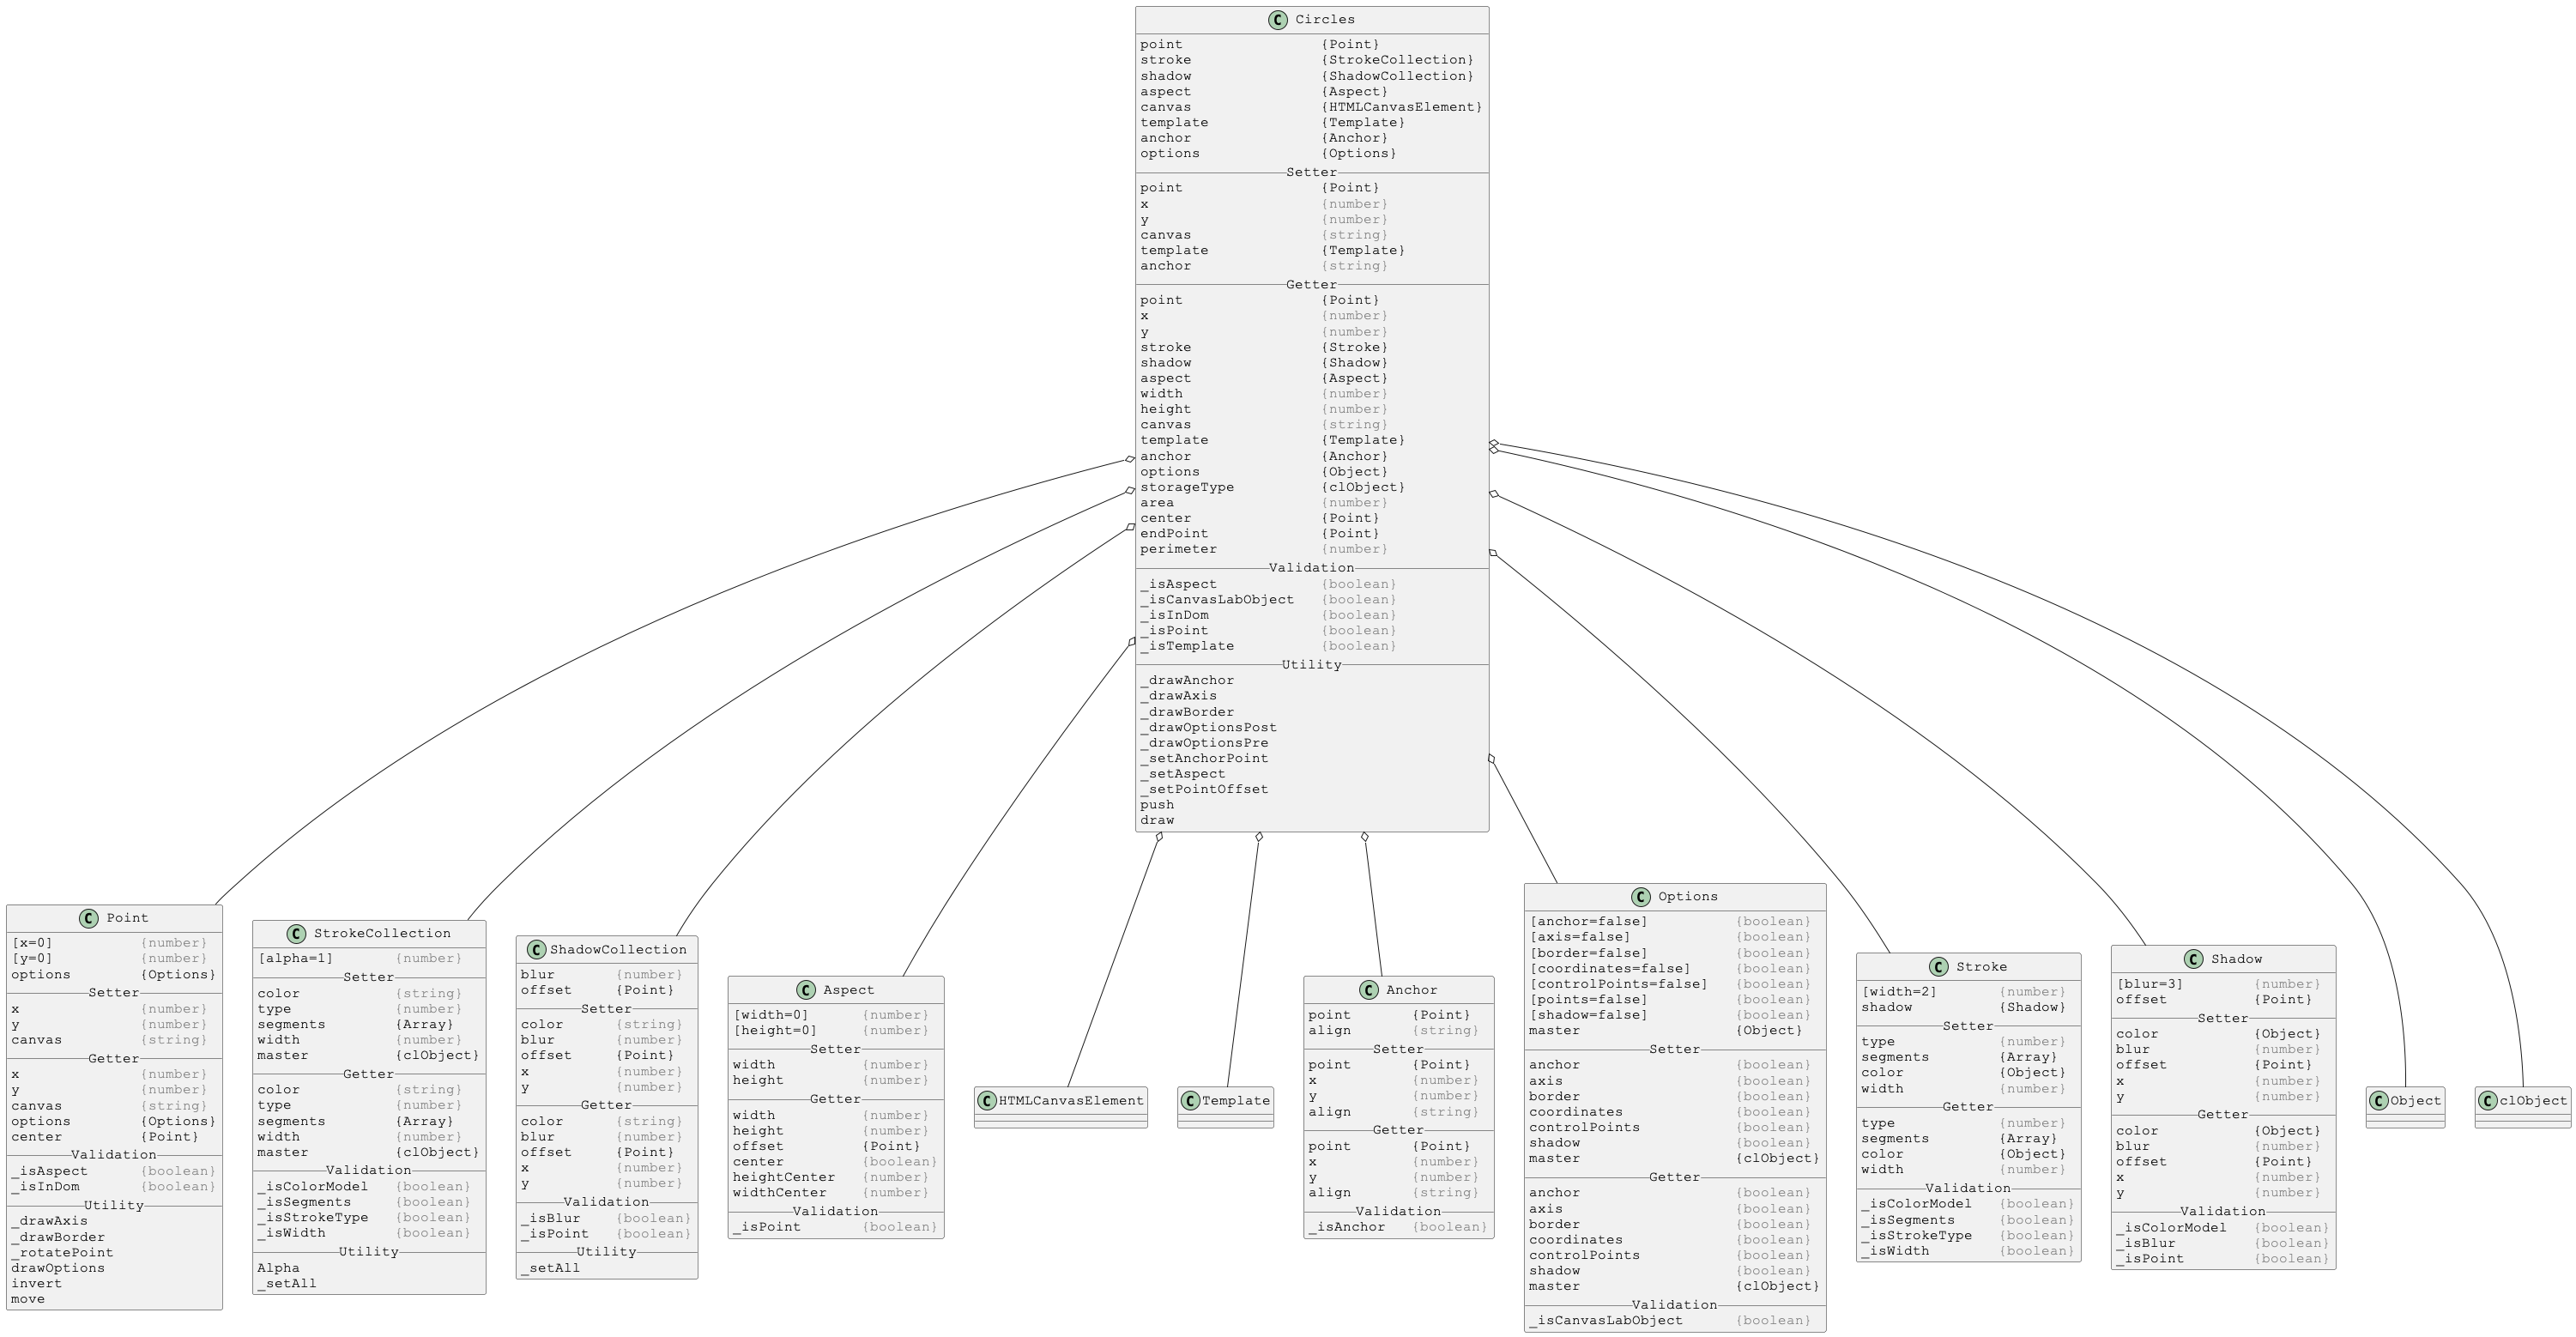 C Circles
point {Point}
stroke {StrokeCollection}
shadow {ShadowCollection}
aspect {Aspect}
canvas {HTMLCanvasElement}
template {Template}
anchor {Anchor}
options {Options}
Setter
point {Point}
x {number}
y {number}
canvas {string}
template {Template}
anchor {string}
Getter
point {Point}
x {number}
y {number}
stroke {Stroke}
shadow {Shadow}
aspect {Aspect}
width {number}
height {number}
canvas {string}
template {Template}
anchor {Anchor}
options {Object}
storageType {clObject}
area {number}
center {Point}
endPoint {Point}
perimeter {number}
Validation
_isAspect {boolean}
_isCanvasLabObject {boolean}
_isInDom {boolean}
_isPoint {boolean}
_isTemplate {boolean}
Utility
_drawAnchor
_drawAxis
_drawBorder
_drawOptionsPost
_drawOptionsPre
_setAnchorPoint
_setAspect
_setPointOffset
push
draw
C Point
[x=0] {number}
[y=0] {number}
options {Options}
Setter
x {number}
y {number}
canvas {string}
Getter
x {number}
y {number}
canvas {string}
options {Options}
center {Point}
Validation
_isAspect {boolean}
_isInDom {boolean}
Utility
_drawAxis
_drawBorder
_rotatePoint
drawOptions
invert
move
C StrokeCollection
[alpha=1] {number}
Setter
color {string}
type {number}
segments {Array}
width {number}
master {clObject}
Getter
color {string}
type {number}
segments {Array}
width {number}
master {clObject}
Validation
_isColorModel {boolean}
_isSegments {boolean}
_isStrokeType {boolean}
_isWidth {boolean}
Utility
Alpha
_setAll
C ShadowCollection
blur {number}
offset {Point}
Setter
color {string}
blur {number}
offset {Point}
x {number}
y {number}
Getter
color {string}
blur {number}
offset {Point}
x {number}
y {number}
Validation
_isBlur {boolean}
_isPoint {boolean}
Utility
_setAll
C Aspect
[width=0] {number}
[height=0] {number}
Setter
width {number}
height {number}
Getter
width {number}
height {number}
offset {Point}
center {boolean}
heightCenter {number}
widthCenter {number}
Validation
_isPoint {boolean}
C HTMLCanvasElement
C Template
C Anchor
point {Point}
align {string}
Setter
point {Point}
x {number}
y {number}
align {string}
Getter
point {Point}
x {number}
y {number}
align {string}
Validation
_isAnchor {boolean}
C Options
[anchor=false] {boolean}
[axis=false] {boolean}
[border=false] {boolean}
[coordinates=false] {boolean}
[controlPoints=false] {boolean}
[points=false] {boolean}
[shadow=false] {boolean}
master {Object}
Setter
anchor {boolean}
axis {boolean}
border {boolean}
coordinates {boolean}
controlPoints {boolean}
shadow {boolean}
master {clObject}
Getter
anchor {boolean}
axis {boolean}
border {boolean}
coordinates {boolean}
controlPoints {boolean}
shadow {boolean}
master {clObject}
Validation
_isCanvasLabObject {boolean}
C Stroke
[width=2] {number}
shadow {Shadow}
Setter
type {number}
segments {Array}
color {Object}
width {number}
Getter
type {number}
segments {Array}
color {Object}
width {number}
Validation
_isColorModel {boolean}
_isSegments {boolean}
_isStrokeType {boolean}
_isWidth {boolean}
C Shadow
[blur=3] {number}
offset {Point}
Setter
color {Object}
blur {number}
offset {Point}
x {number}
y {number}
Getter
color {Object}
blur {number}
offset {Point}
x {number}
y {number}
Validation
_isColorModel {boolean}
_isBlur {boolean}
_isPoint {boolean}
C Object
C clObject